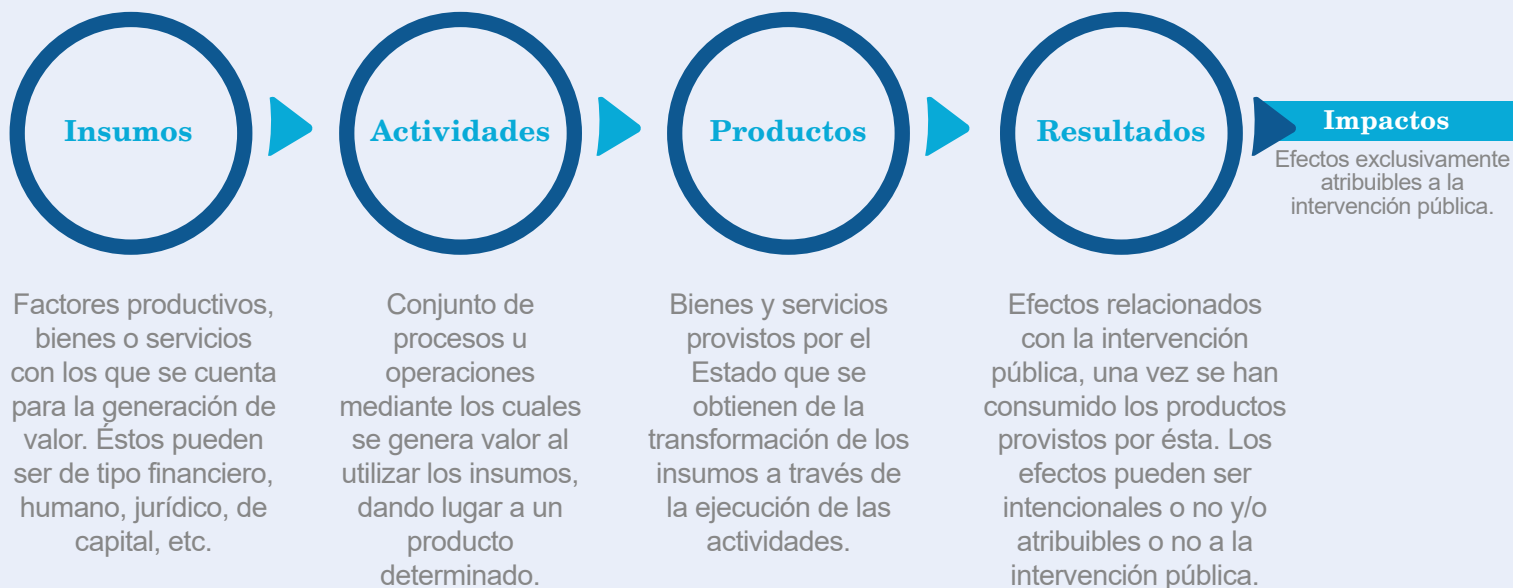 Insumos
Factores productivos,
bienes o servicios
con los que se cuenta
para la generación de
valor. Éstos pueden
ser de tipo financiero,
humano, jurídico, de
capital, etc.
Actividades
Conjunto de
procesos u
operaciones
mediante los cuales
se genera valor al
utilizar los insumos,
dando lugar a un
producto
determinado.
Productos
Bienes y servicios
provistos por el
Estado que se
obtienen de la
transformación de los
insumos a través de
la ejecución de las
actividades.
Resultados
Efectos relacionados
con la intervención
pública, una vez se han
consumido los productos
provistos por ésta. Los
efectos pueden ser
intencionales o no y/o
atribuibles o no a la
intervención pública.
Impactos
Efectos exclusivamente
atribuibles a la
intervención pública.